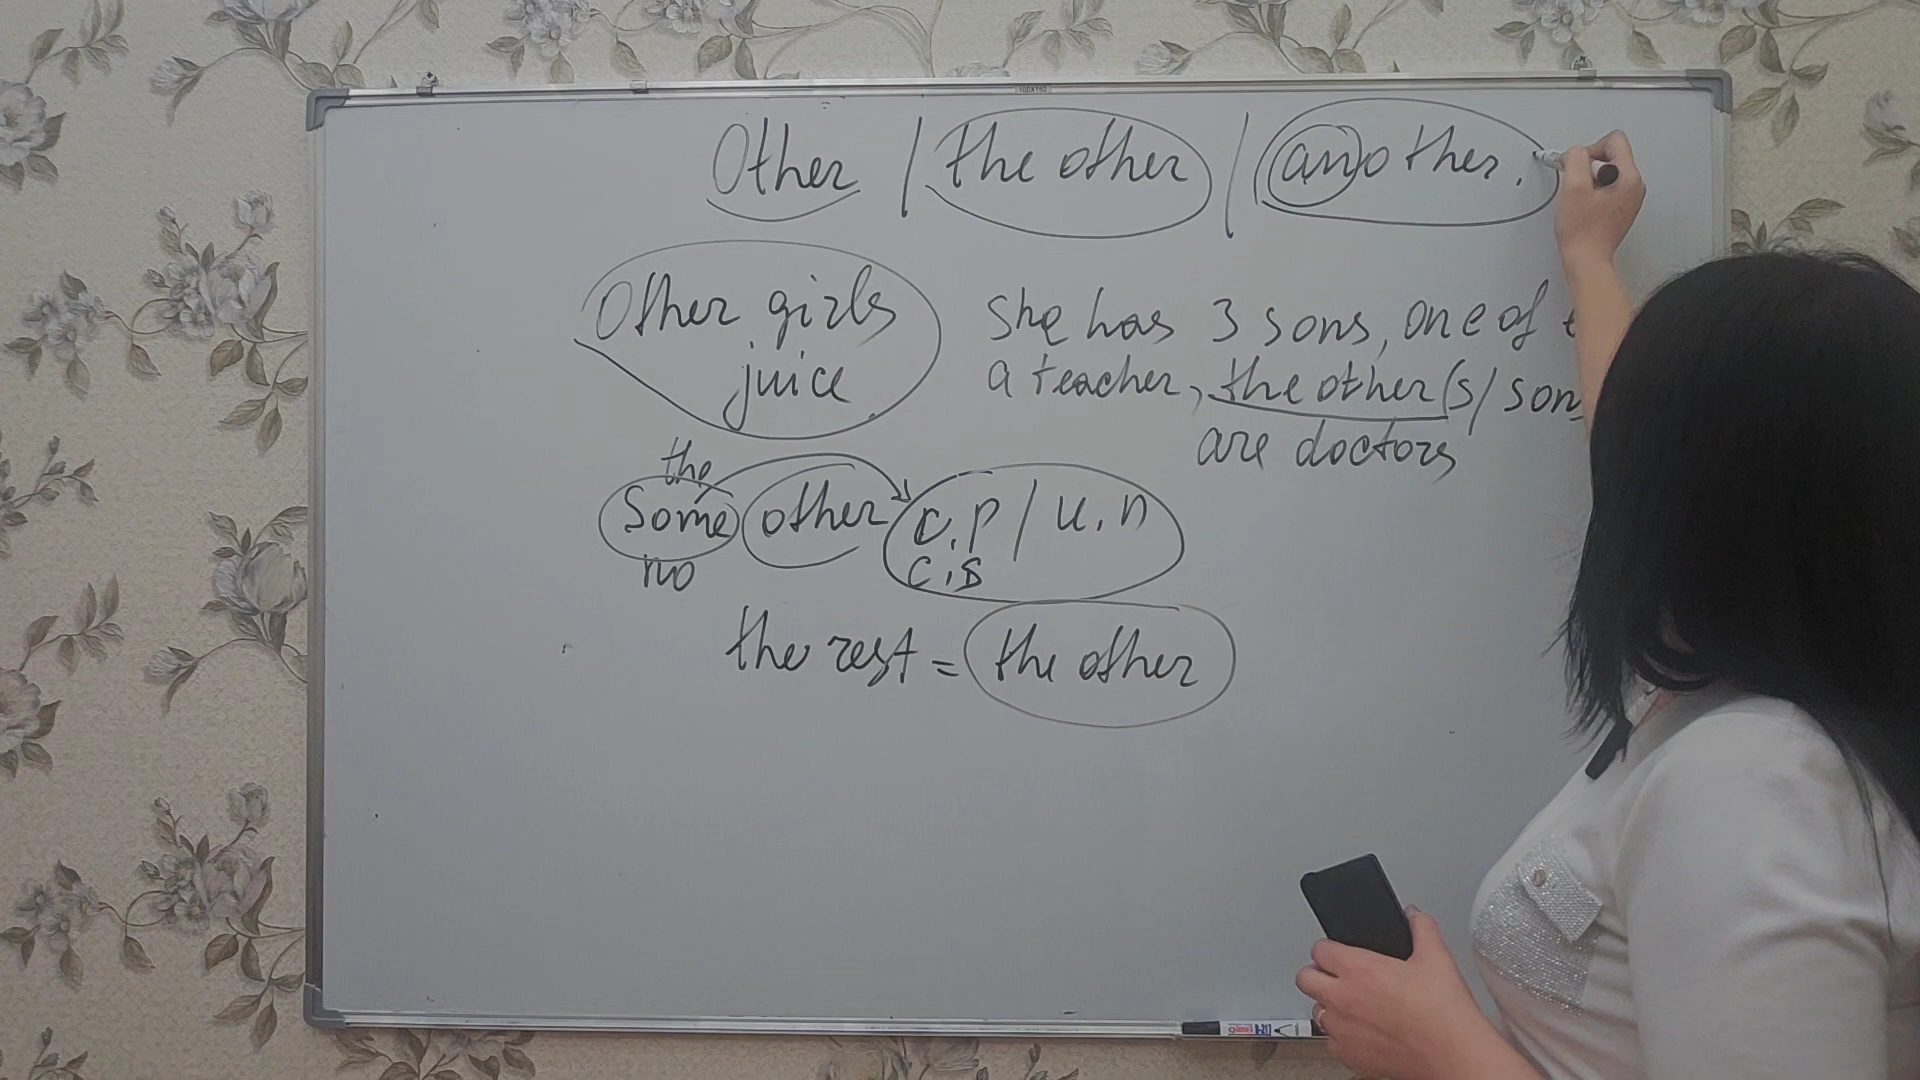 Other / the other / another.
Other girls
juice
She has 3 sons, one of
a teacher, the other(s/ son
are doctors
the
Some other c.p / u.n
no c.s
the rest = the other
100X150